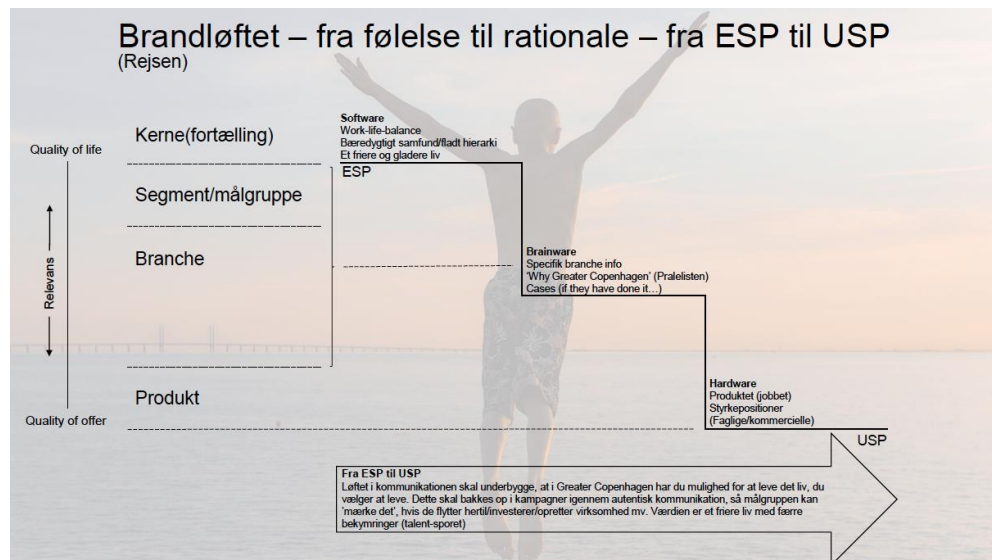 Brandløftet – fra følelse til rationale – fra ESP til USP
(Rejsen)
Quality of life
Relevans
Quality of offer
Kerne(fortælling)
Segment/målgruppe
Branche
Produkt
Software
Work-life-balance
Bæredygtigt samfund/fladt hierarki
Et friere og gladere liv
ESP
Brainware
Specifik branche info
'Why Greater Copenhagen' (Pralelisten)
Cases (if they have done it…)
Hardware
Produktet (jobbet)
Styrkepositioner
(Faglige/kommercielle)
USP
Fra ESP til USP
Løftet i kommunikationen skal underbygge, at i Greater Copenhagen har du mulighed for at leve det liv, du
vælger at leve. Dette skal bakkes op i kampagner igennem autentisk kommunikation, så målgruppen kan
'mærke det', hvis de flytter hertil/investerer/opretter virksomhed mv. Værdien er et friere liv med færre
bekymringer (talent-sporet)